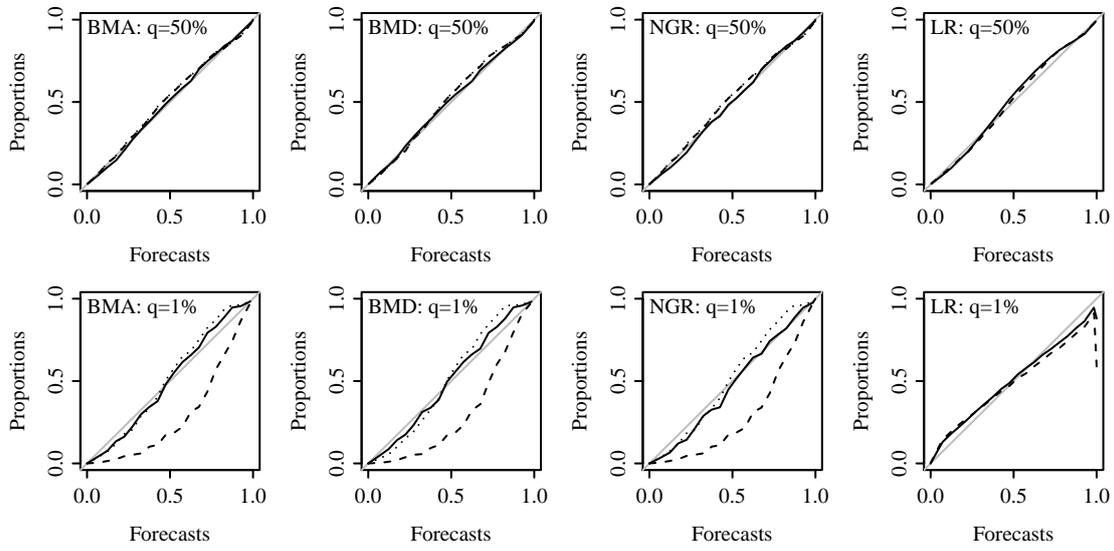 BMA: q=50%
Proportions
0.0 0.5 1.0
0.0 0.5 1.0
Forecasts
BMD: q=50%
Proportions
0.0 0.5 1.0
0.0 0.5 1.0
Forecasts
NGR: q=50%
Proportions
0.0 0.5 1.0
0.0 0.5 1.0
Forecasts
LR: q=50%
Proportions
0.0 0.5 1.0
0.0 0.5 1.0
Forecasts
BMA: q=1%
Proportions
0.0 0.5 1.0
0.0 0.5 1.0
Forecasts
BMD: q=1%
Proportions
0.0 0.5 1.0
0.0 0.5 1.0
Forecasts
NGR: q=1%
Proportions
0.0 0.5 1.0
0.0 0.5 1.0
Forecasts
LR: q=1%
Proportions
0.0 0.5 1.0
0.0 0.5 1.0
Forecasts